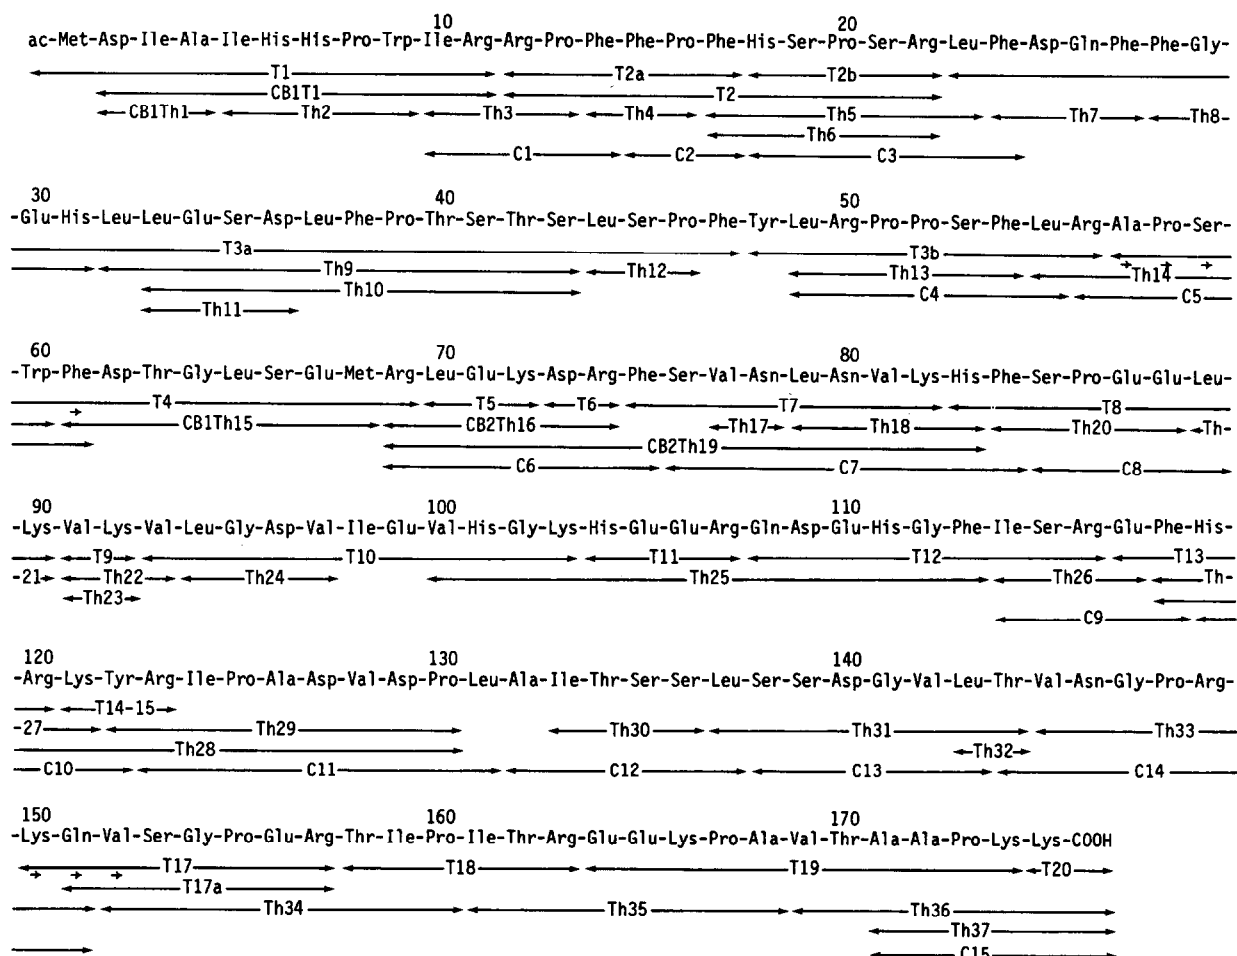 10 20
ac-Met-Asp-Ile-Ala-Ile-His-His-Pro-Trp-Ile-Arg-Arg-Pro-Phe-Phe-Pro-Phe-His-Ser-Pro-Ser-Arg-Leu-Phe-Asp-Gln-Phe-Phe-Gly-
T1 T2a T2b
CB1T1 T2
CB1Th1 Th2 Th3 Th4 Th5 Th7 Th8-
Th6
C1 C2 C3
30 40 50
-Glu-His-Leu-Leu-Glu-Ser-Asp-Leu-Phe-Pro-Thr-Ser-Thr-Ser-Leu-Ser-Pro-Phe-Tyr-Leu-Arg-Pro-Pro-Ser-Phe-Leu-Arg-Ala-Pro-Ser-
T3a T3b
Th9 Th12 Th13 Th14
Th10 C4 C5
Th11
60 70 80
-Trp-Phe-Asp-Thr-Gly-Leu-Ser-Glu-Met-Arg-Leu-Glu-Lys-Asp-Arg-Phe-Ser-Val-Asn-Leu-Asn-Val-Lys-His-Phe-Ser-Pro-Glu-Glu-Leu-
T4 T5 T6 T7 T8
CB1Th15 CB2Th16 Th17 Th18 Th20 Th-
CB2Th19
C6 C7 C8
90 100 110
-Lys-Val-Lys-Val-Leu-Gly-Asp-Val-Ile-Glu-Val-His-Gly-Lys-His-Glu-Glu-Arg-Gln-Asp-Glu-His-Gly-Phe-Ile-Ser-Arg-Glu-Phe-His-
T9 T10 T11 T12 T13
-21 Th22 Th24 Th25 Th26 Th-
Th23
C9
120 130 140
-Arg-Lys-Tyr-Arg-Ile-Pro-Ala-Asp-Val-Asp-Pro-Leu-Ala-Ile-Thr-Ser-Ser-Leu-Ser-Ser-Asp-Gly-Val-Leu-Thr-Val-Asn-Gly-Pro-Arg-
T14-15
-27 Th29 Th30 Th31 Th33
Th28 Th32
C10 C11 C12 C13 C14
150 160 170
-Lys-Gln-Val-Ser-Gly-Pro-Glu-Arg-Thr-Ile-Pro-Ile-Thr-Arg-Glu-Glu-Lys-Pro-Ala-Val-Thr-Ala-Ala-Pro-Lys-Lys-COOH
T17 T18 T19 T20
T17a
Th34 Th35 Th36
Th37
C15